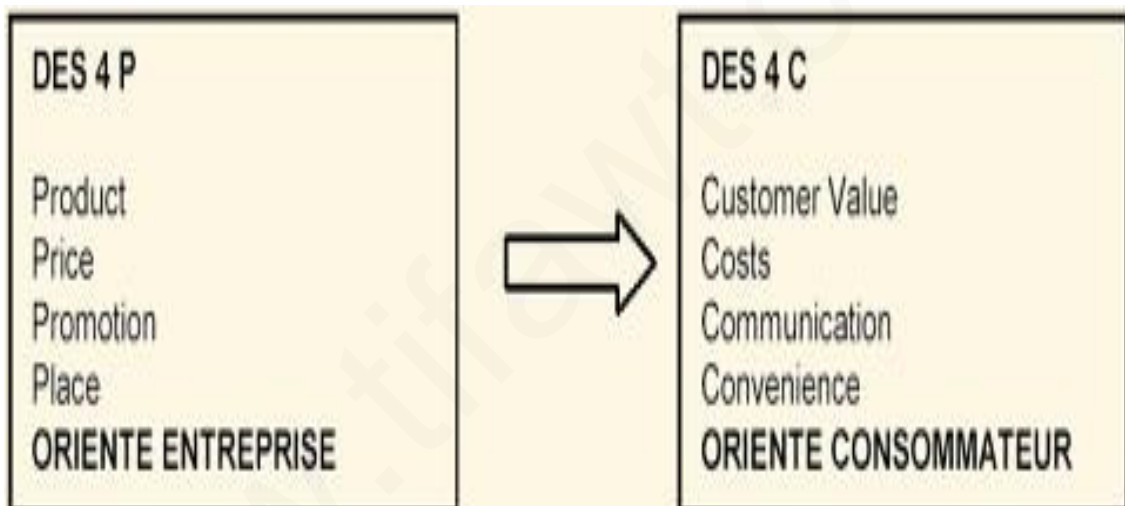 DES 4 P
Product
Price
Promotion
Place
ORIENTE ENTREPRISE
DES 4 C
Customer Value
Costs
Communication
Convenience
ORIENTE CONSOMMATEUR